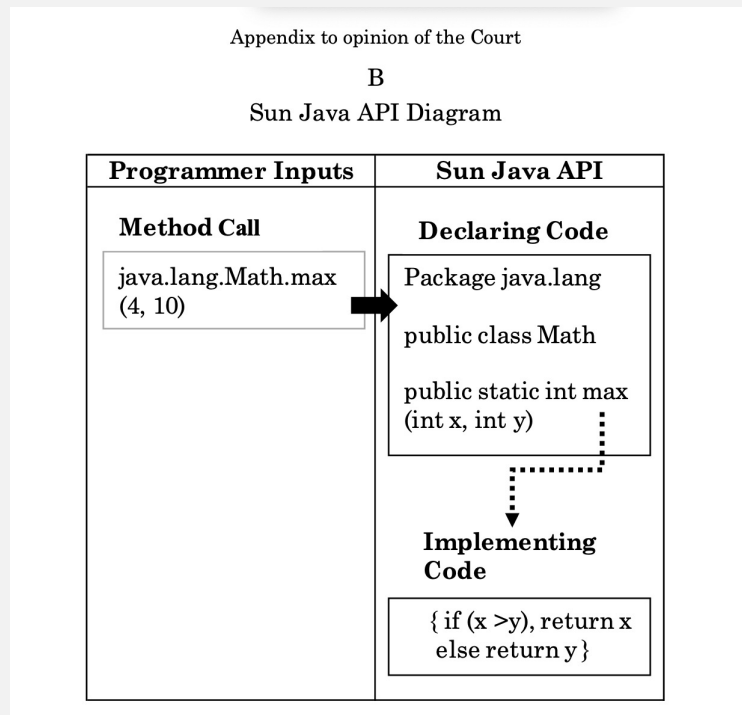 Appendix to opinion of the Court
B
Sun Java API Diagram
Programmer Inputs
Sun Java API
Method Call
java.lang.Math.max
(4, 10)
Declaring Code
Package java.lang
public class Math
public static int max
(int x, int y)
Implementing
Code
{ if (x >y), return x
else return y}